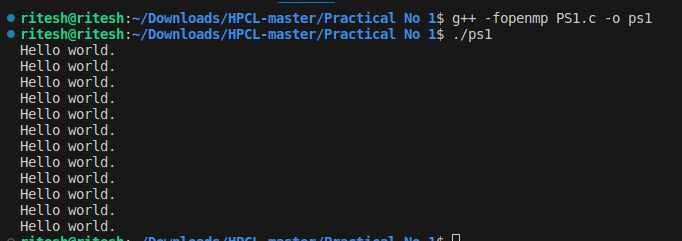 ritesh@ritesh:~/Downloads/HPCL-master/Practical No 1$ g++ -fopenmp PS1.c -o ps1
ritesh@ritesh:~/Downloads/HPCL-master/Practical No 1$ ./ps1
Hello world.
Hello world.
Hello world.
Hello world.
Hello world.
Hello world.
Hello world.
Hello world.
Hello world.
Hello world.
Hello world.
Hello world.
ritesh@ritesh:~/Downloads/HPCL-master/Practical No 1$